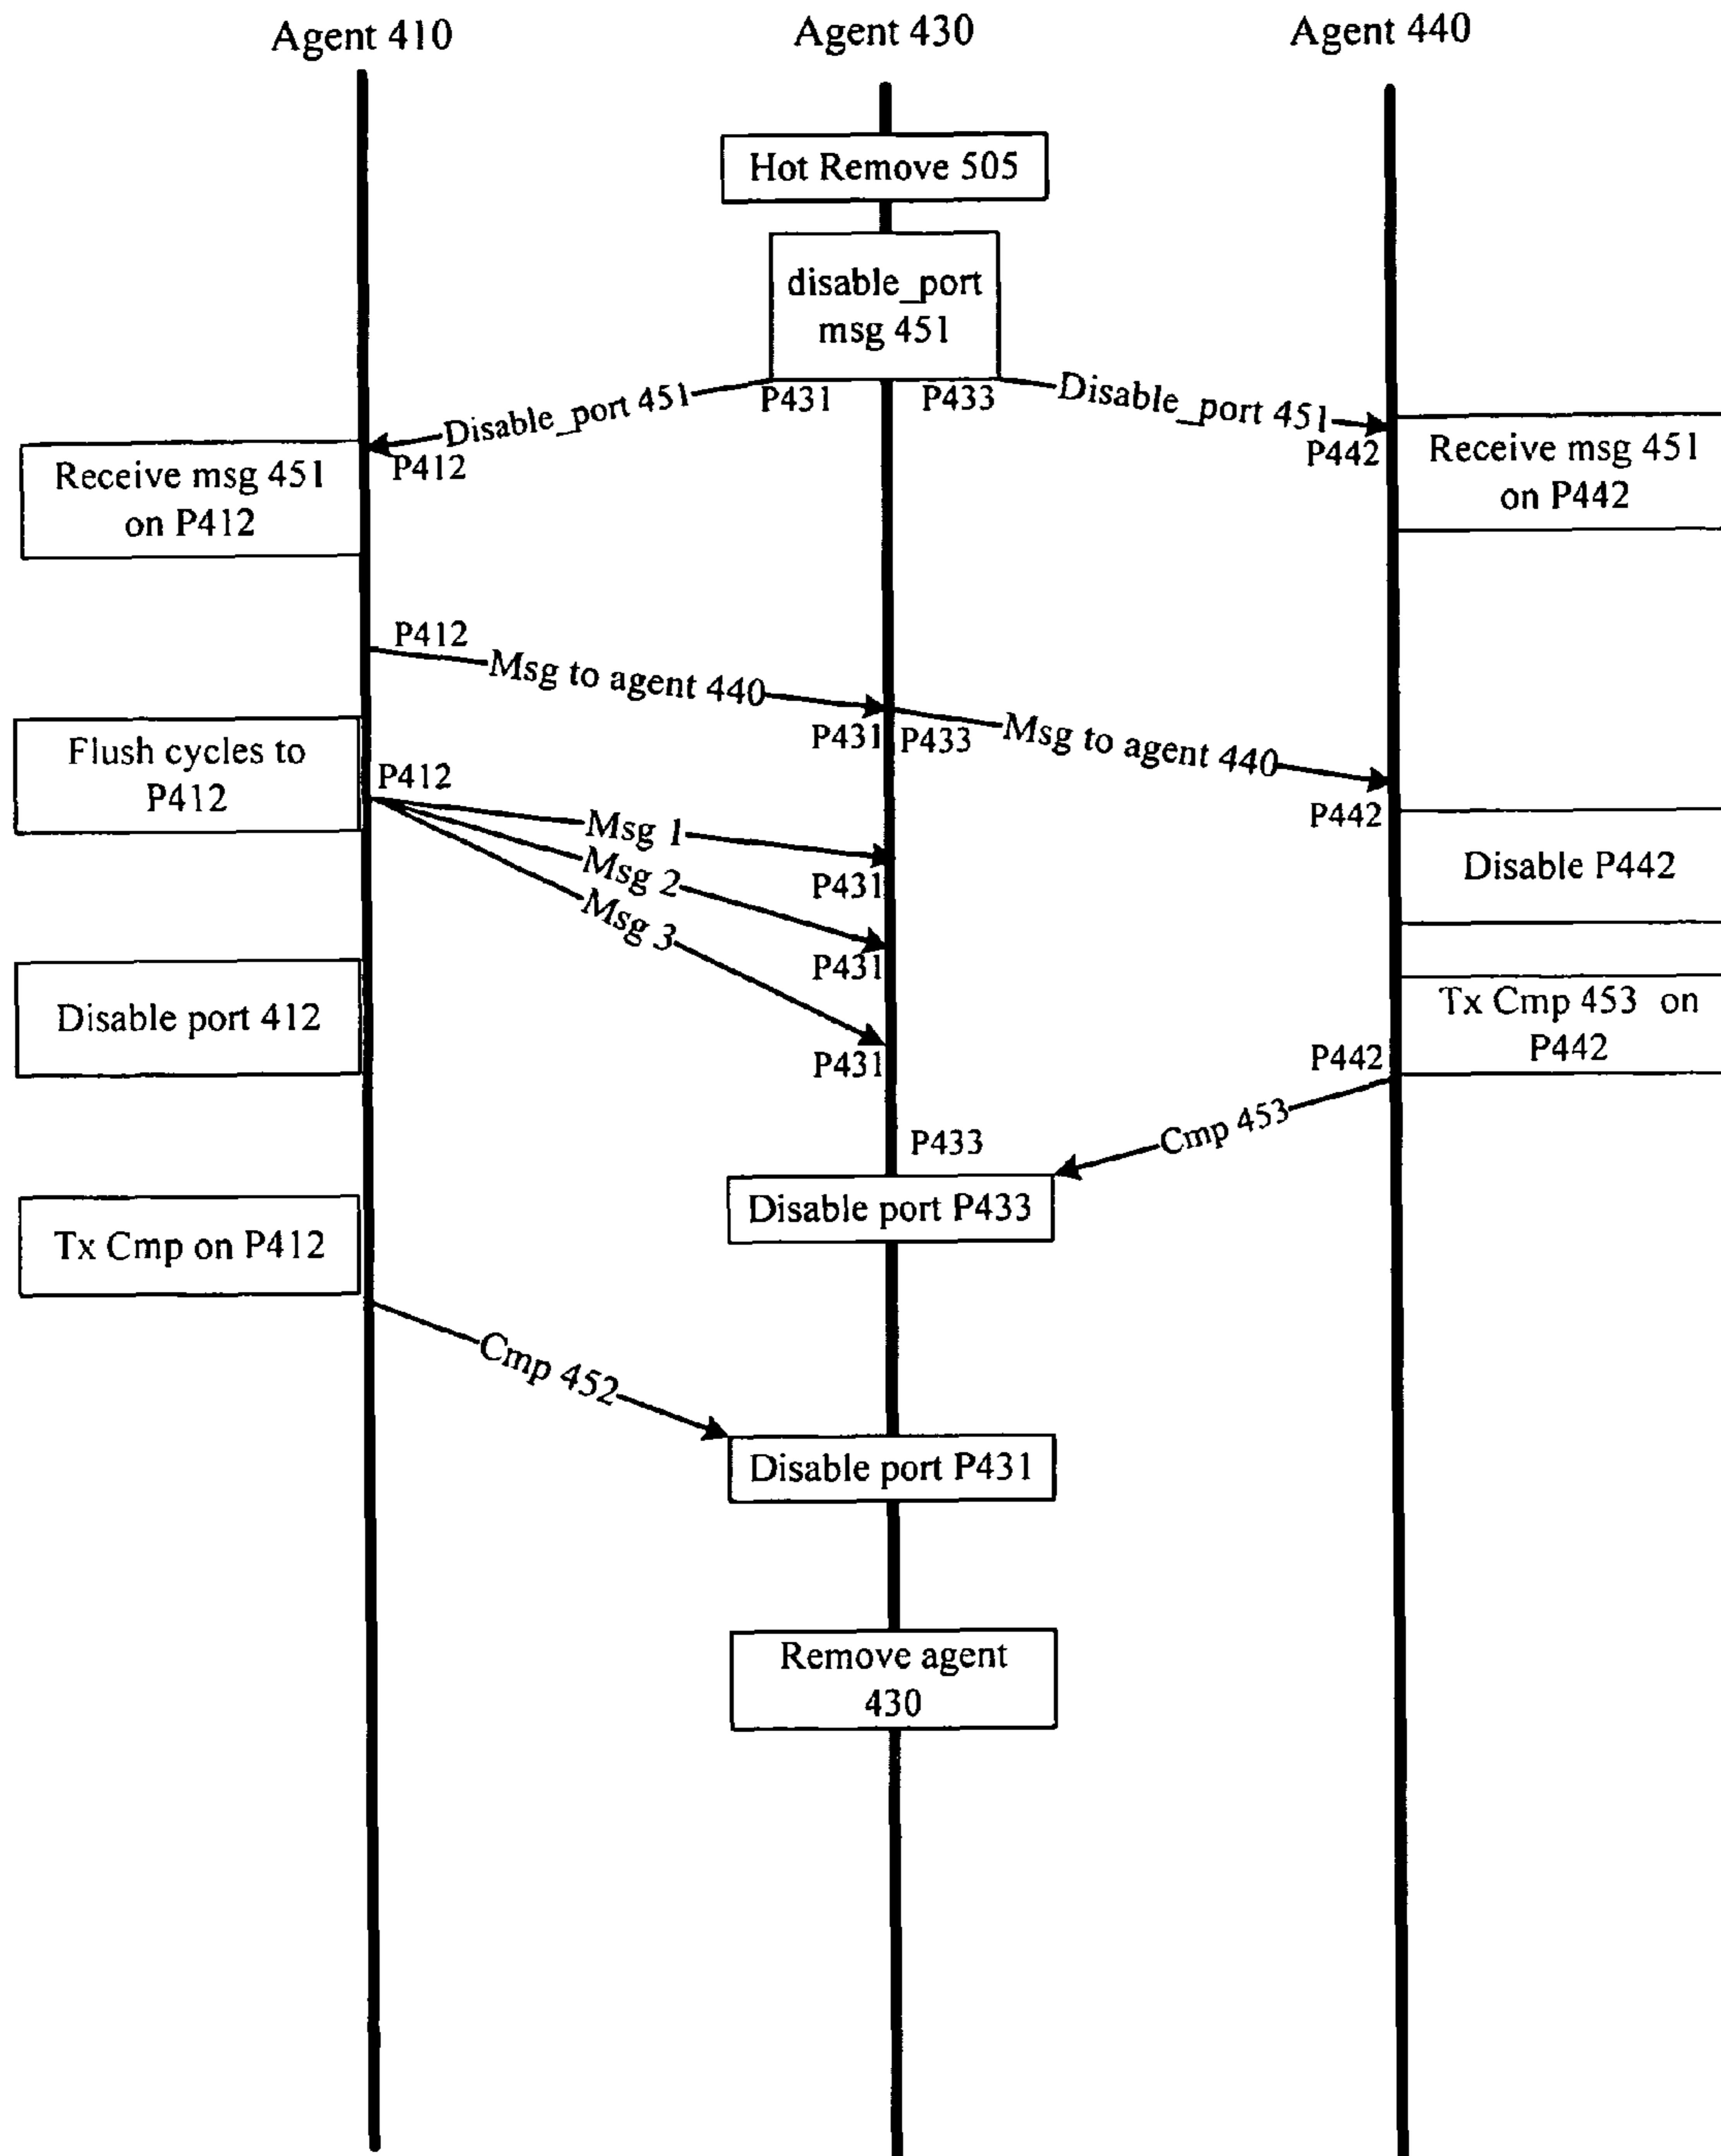 Agent 410
Agent 430
Agent 440
Hot Remove 505
disable_port
msg 451
P431
P433
Disable_port 451
Disable_port 451
P412
P442
Receive msg 451
on P412
Receive msg 451
on P442
P412
Msg to agent 440
P431
P433
Msg to agent 440
P442
Flush cycles to
P412
P412
Msg 1
P431
Msg 2
P431
Msg 3
P431
Disable P442
Disable port 412
Tx Cmp 453 on
P442
P442
Cmp 453
P433
Disable port P433
Tx Cmp on P412
Cmp 452
Disable port P431
Remove agent
430